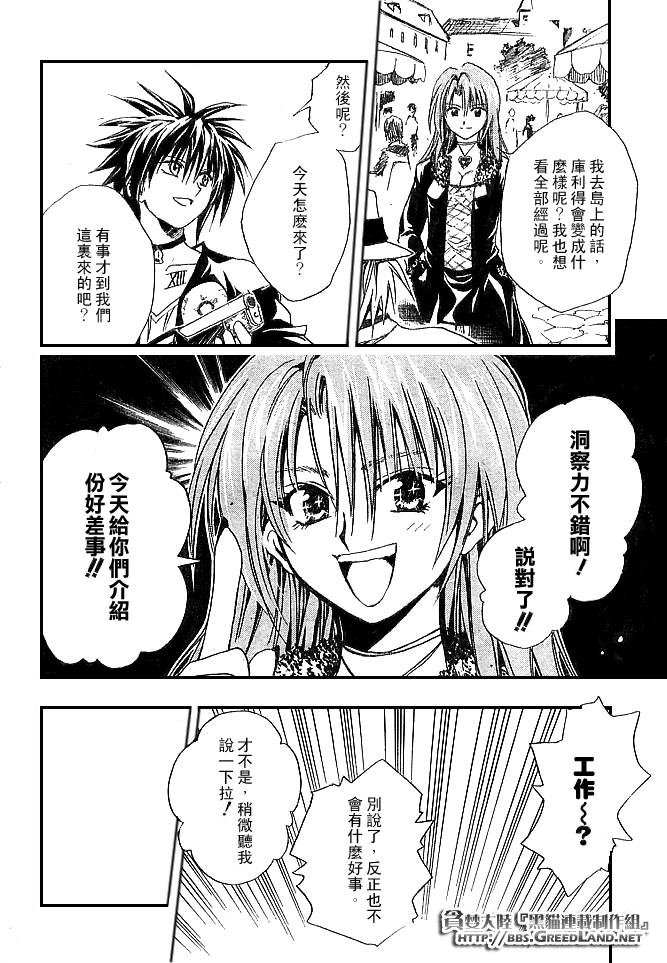 我去島上的話，
庫利得會變成什
麼樣呢？我也想
看全部經過呢。
然後呢？
今天怎麽來了？
有事才到我們
這裏來的吧？
XIII
洞察力不錯啊！
說對了!!
今天給你們介紹
份好差事!!
工作～？
別說了，反正也不
會有什麼好事。
才不是，稍微聽我
說一下拉！
貪婪大陸『黑貓連載制作組』
HTTP://BBS.GREEDLAND.NET